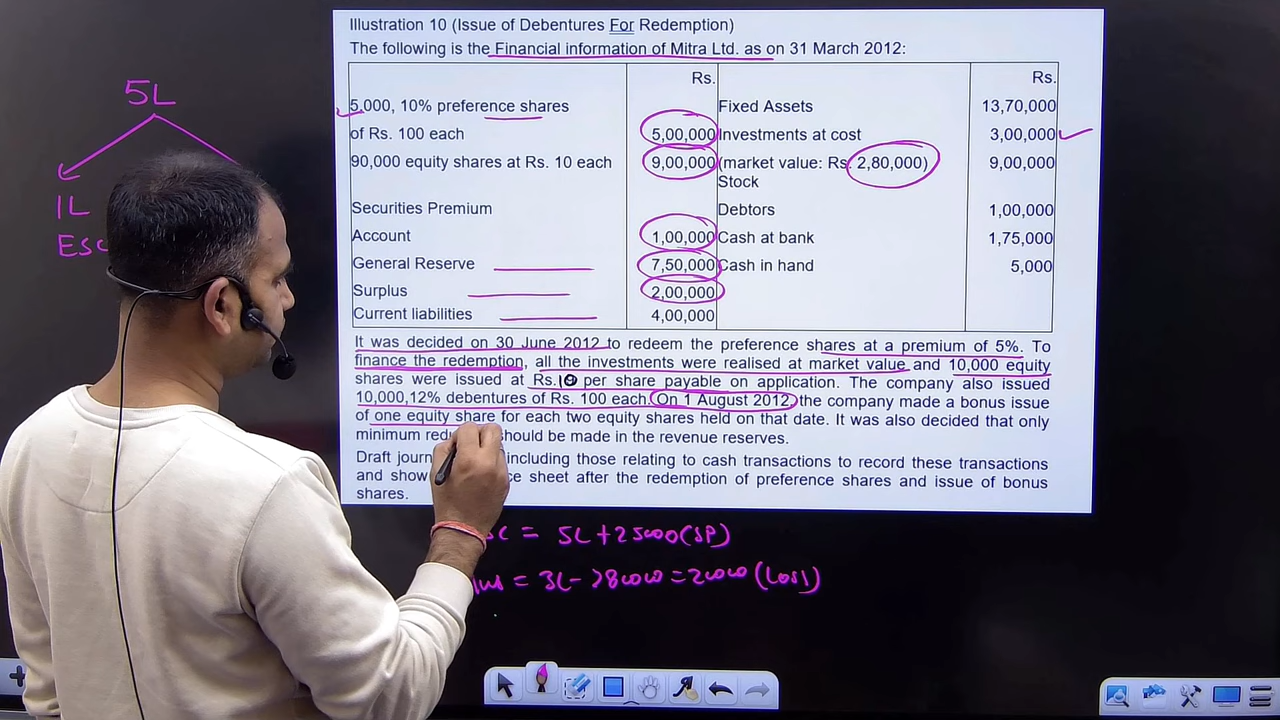 Illustration 10 (Issue of Debentures For Redemption)
The following is the Financial information of Mitra Ltd. as on 31 March 2012:
Rs. Rs.
5,000, 10% preference shares Fixed Assets 13,70,000
of Rs. 100 each 5,00,000 Investments at cost 3,00,000
90,000 equity shares at Rs. 10 each 9,00,000 (market value: Rs. 2,80,000) 9,00,000
Stock
Securities Premium Debtors 1,00,000
Account 1,00,000 Cash at bank 1,75,000
General Reserve 7,50,000 Cash in hand 5,000
Surplus 2,00,000
Current liabilities 4,00,000
It was decided on 30 June 2012 to redeem the preference shares at a premium of 5%. To
finance the redemption, all the investments were realised at market value and 10,000 equity
shares were issued at Rs.10 per share payable on application. The company also issued
10,000,12% debentures of Rs. 100 each. On 1 August 2012, the company made a bonus issue
of one equity share for each two equity shares held on that date. It was also decided that only
minimum should be made in the revenue reserves.
Draft including those relating to cash transactions to record these transactions
and show sheet after the redemption of preference shares and issue of bonus
shares.
5L
1L
ESC
= 5L+25000(SP)
= 3L-28000=20000(Loss)